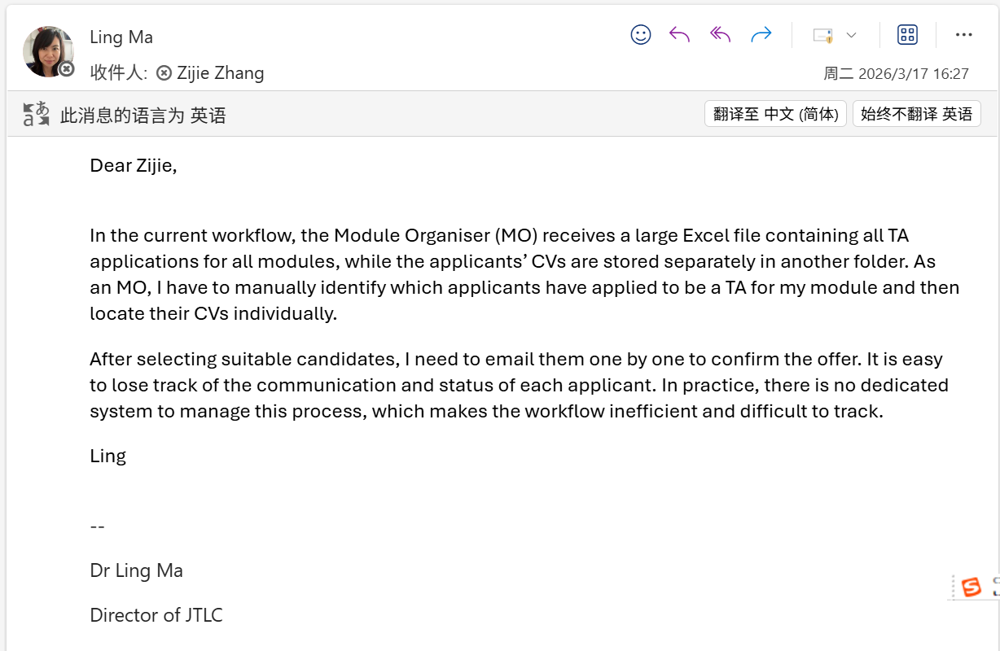 Ling Ma
收件人: Zijie Zhang
周二 2026/3/17 16:27
此消息的语言为 英语
翻译至 中文 (简体)
始终不翻译 英语
Dear Zijie,
In the current workflow, the Module Organiser (MO) receives a large Excel file containing all TA
applications for all modules, while the applicants’ CVs are stored separately in another folder. As
an MO, I have to manually identify which applicants have applied to be a TA for my module and then
locate their CVs individually.
After selecting suitable candidates, I need to email them one by one to confirm the offer. It is easy
to lose track of the communication and status of each applicant. In practice, there is no dedicated
system to manage this process, which makes the workflow inefficient and difficult to track.
Ling
--
Dr Ling Ma
Director of JTLC